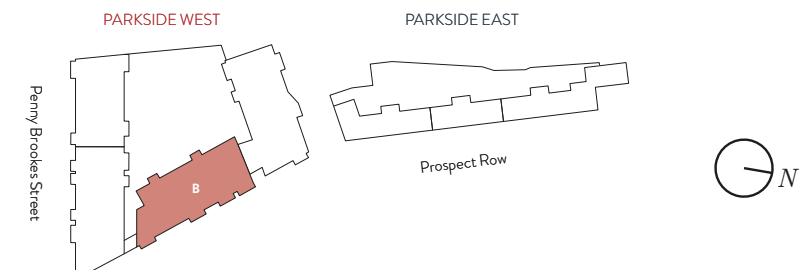 PARKSIDE WEST
PARKSIDE EAST
Penny Brookes Street
B
Prospect Row
N